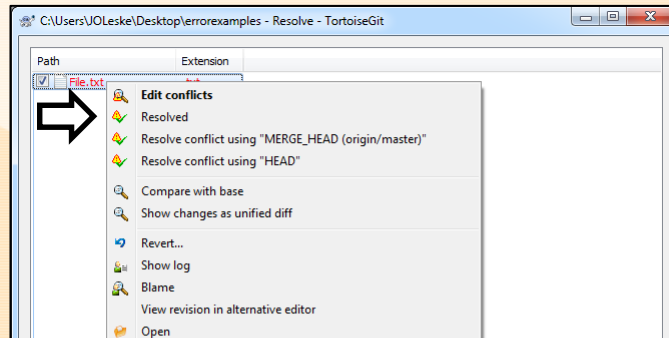 C:\Users\JOLeske\Desktop\errorexamples - Resolve - TortoiseGit
Path Extension
File.txt .txt
Edit conflicts
Resolved
Resolve conflict using "MERGE_HEAD (origin/master)"
Resolve conflict using "HEAD"
Compare with base
Show changes as unified diff
Revert...
Show log
Blame
View revision in alternative editor
Open